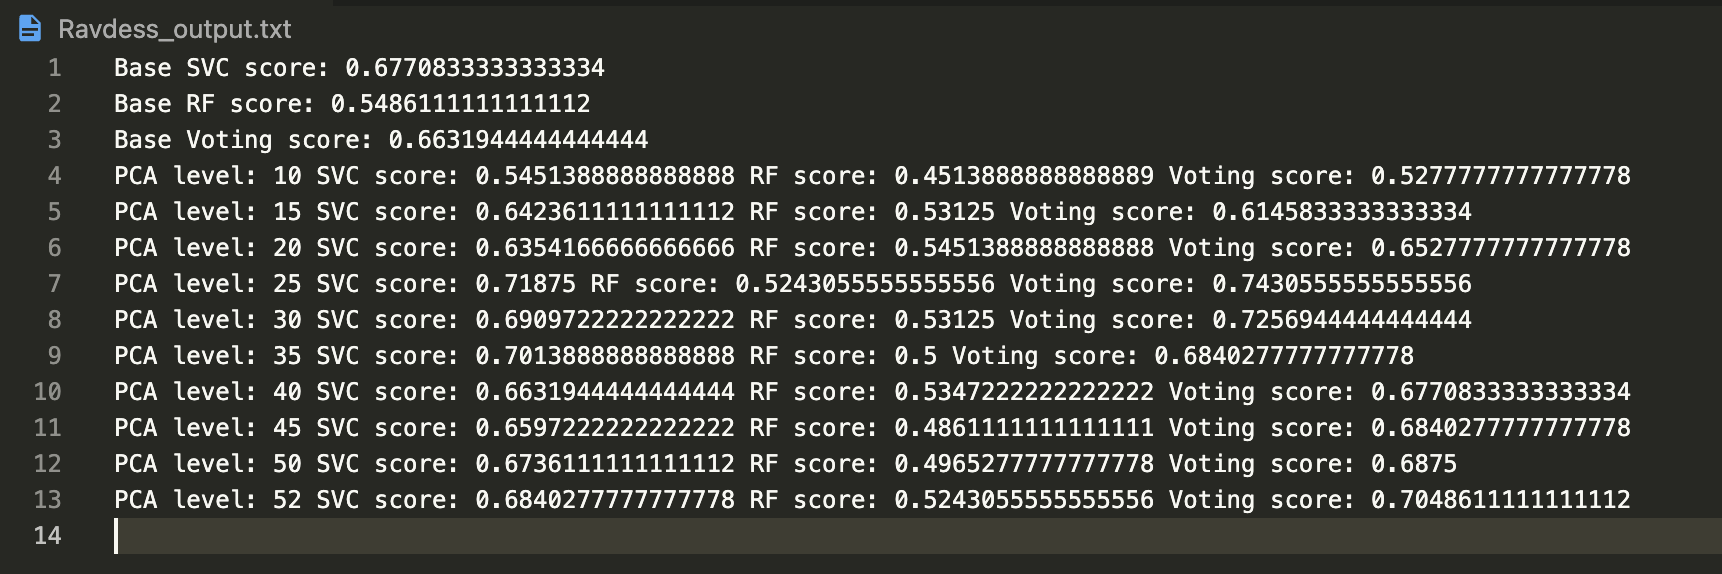 Ravdess_output.txt
1 Base SVC score: 0.6770833333333334
2 Base RF score: 0.5486111111111112
3 Base Voting score: 0.6631944444444444
4 PCA level: 10 SVC score: 0.5451388888888888 RF score: 0.4513888888888889 Voting score: 0.5277777777777778
5 PCA level: 15 SVC score: 0.6423611111111112 RF score: 0.53125 Voting score: 0.6145833333333334
6 PCA level: 20 SVC score: 0.6354166666666666 RF score: 0.5451388888888888 Voting score: 0.6527777777777778
7 PCA level: 25 SVC score: 0.71875 RF score: 0.5243055555555556 Voting score: 0.7430555555555556
8 PCA level: 30 SVC score: 0.6909722222222222 RF score: 0.53125 Voting score: 0.7256944444444444
9 PCA level: 35 SVC score: 0.7013888888888888 RF score: 0.5 Voting score: 0.6840277777777778
10 PCA level: 40 SVC score: 0.6631944444444444 RF score: 0.5347222222222222 Voting score: 0.6770833333333334
11 PCA level: 45 SVC score: 0.6597222222222222 RF score: 0.4861111111111111 Voting score: 0.6840277777777778
12 PCA level: 50 SVC score: 0.6736111111111112 RF score: 0.4965277777777778 Voting score: 0.6875
13 PCA level: 52 SVC score: 0.6840277777777778 RF score: 0.5243055555555556 Voting score: 0.7048611111111112
14